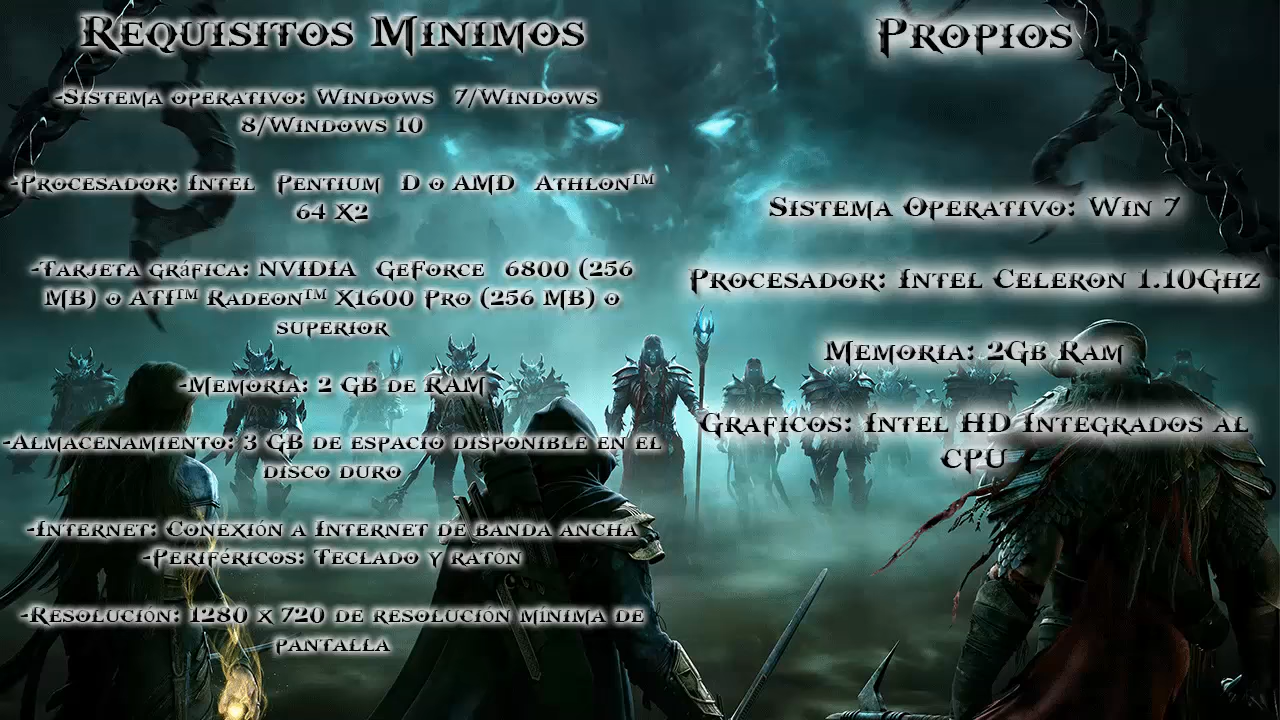 Requisitos Minimos
-Sistema operativo: Windows 7/Windows
8/Windows 10
-Procesador: Intel Pentium D o AMD Athlon™
64 X2
-Tarjeta gráfica: NVIDIA GeForce 6800 (256
MB) o ATI™ Radeon™ X1600 Pro (256 MB) o
superior
-Memoria: 2 GB de RAM
-Almacenamiento: 3 GB de espacio disponible en el
disco duro
-Internet: Conexión a Internet de banda ancha
-Periféricos: Teclado y ratón
-Resolución: 1280 x 720 de resolución mínima de
pántalla
Propios
Sistema Operativo: Win 7
Procesador: Intel Celeron 1.10Ghz
Memoria: 2Gb Ram
Graficos: Intel HD Integrados al
CPU